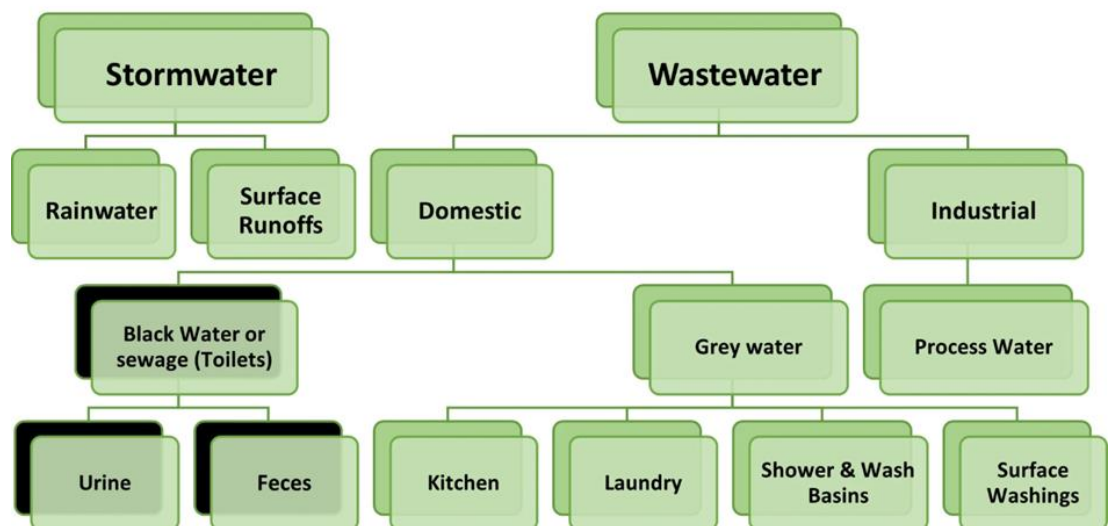 Stormwater
Wastewater
Rainwater
Surface
Runoffs
Domestic
Industrial
Black Water or
sewage (Toilets)
Grey water
Process Water
Urine
Feces
Kitchen
Laundry
Shower & Wash
Basins
Surface
Washings